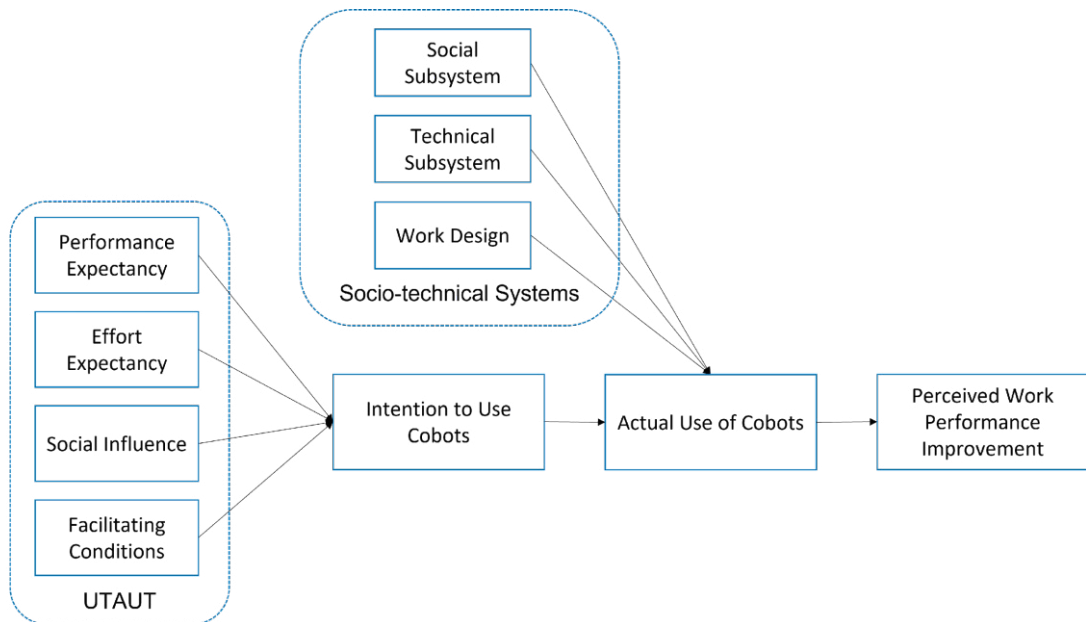 Social
Subsystem
Technical
Subsystem
Work Design
Socio-technical Systems
Performance
Expectancy
Effort
Expectancy
Social Influence
Facilitating
Conditions
UTAUT
Intention to Use
Cobots
Actual Use of Cobots
Perceived Work
Performance
Improvement